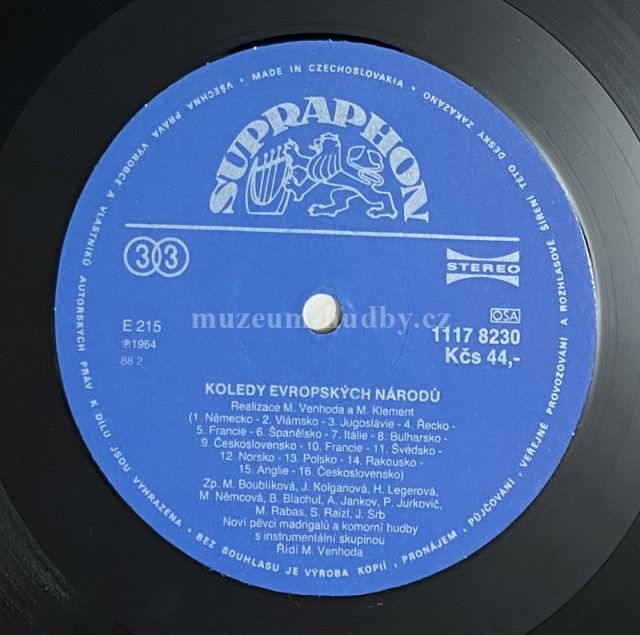 VŠECHNA PRÁVA VÝROBCE A VLASTNÍKŮ AUTORSKÝCH PRÁV K DÍLU JSOU VYHRAZENA · BEZ SOUHLASU JE VÝROBA KOPIÍ, PRONÁJEM, PŮJČOVÁNÍ, VEŘEJNÉ PROVOZOVÁNÍ A ROZHLASOVÉ ŠÍŘENÍ TÉTO DESKY ZAKÁZÁNO · MADE IN CZECHOSLOVAKIA ·
SUPRAPHON
33
STEREO
muzeum-hudby.cz
OSA
E 215
1117 8230
℗1964
Kčs 44,-
88 2
KOLEDY EVROPSKÝCH NÁRODŮ
Realizace M. Venhoda a M. Klement
(1. Německo - 2. Vlámsko - 3. Jugoslávie - 4. Řecko -
5. Francie - 6. Španělsko - 7. Itálie - 8. Bulharsko -
9. Československo - 10. Francie - 11. Švédsko -
12. Norsko - 13. Polsko - 14. Rakousko -
15. Anglie - 16. Československo)
Zp. M. Boublíková, J. Kolganová, H. Legerová,
M. Němcová, B. Blachut, A. Jankov, P. Jurkovič,
M. Rabas, S. Raizl, J. Srb
Noví pěvci madrigalů a komorní hudby
s instrumentální skupinou
Řídí M. Venhoda